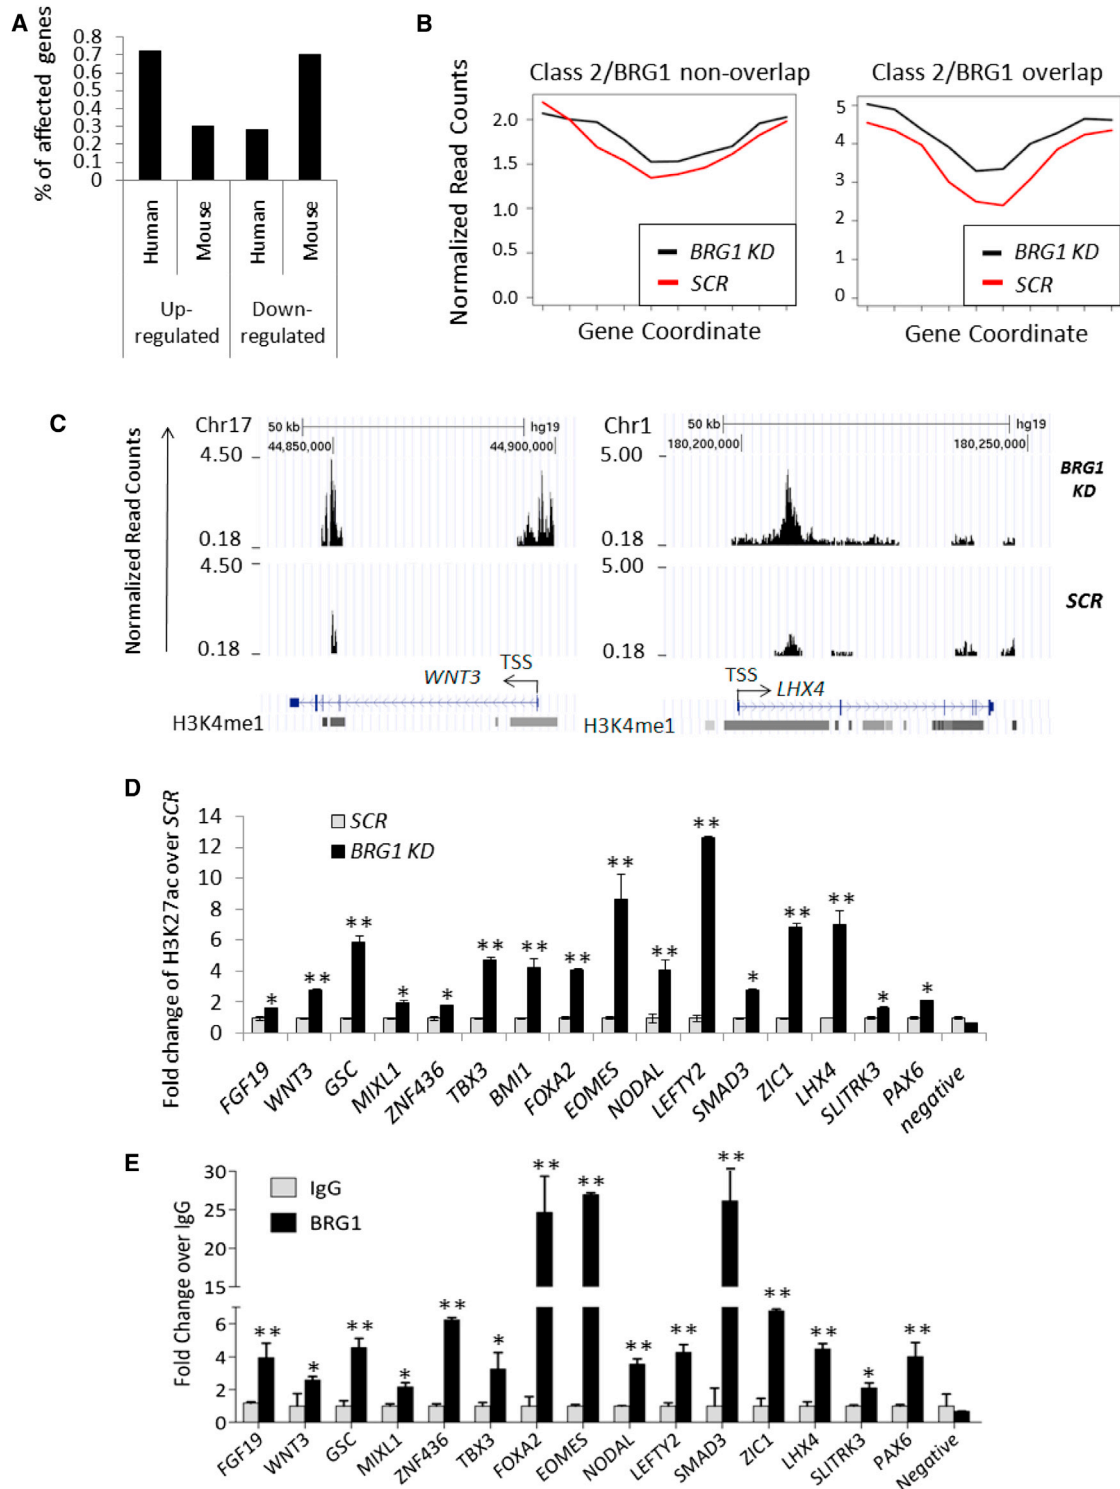 A
% of affected genes
0.8
0.7
0.6
0.5
0.4
0.3
0.2
0.1
0
Human
Mouse
Human
Mouse
Up-
regulated
Down-
regulated
B
Normalized Read Counts
Class 2/BRG1 non-overlap
2.0
1.5
1.0
0.5
0.0
BRG1 KD
SCR
Gene Coordinate
Class 2/BRG1 overlap
5
4
3
2
1
0
BRG1 KD
SCR
Gene Coordinate
C
Normalized Read Counts
Chr17
50 kb
hg19
44,850,000
44,900,000
4.50
0.18
4.50
0.18
TSS
WNT3
H3K4me1
Chr1
50 kb
hg19
180,200,000
180,250,000
5.00
0.18
5.00
0.18
BRG1
KD
SCR
TSS
LHX4
H3K4me1
D
Fold change of H3K27ac over SCR
14
12
10
8
6
4
2
0
SCR
BRG1 KD
*
**
**
*
*
**
**
**
**
**
**
*
**
**
*
*
FGF19
WNT3
GSC
MIXL1
ZNF436
TBX3
BMI1
FOXA2
EOMES
NODAL
LEFTY2
SMAD3
ZIC1
LHX4
SLITRK3
PAX6
negative
E
Fold Change over IgG
30
25
20
15
6
4
2
0
IgG
BRG1
**
*
**
*
**
*
**
**
**
**
**
**
**
*
**
FGF19
WNT3
GSC
MIXL1
ZNF436
TBX3
FOXA2
EOMES
NODAL
LEFTY2
SMAD3
ZIC1
LHX4
SLITRK3
PAX6
Negative